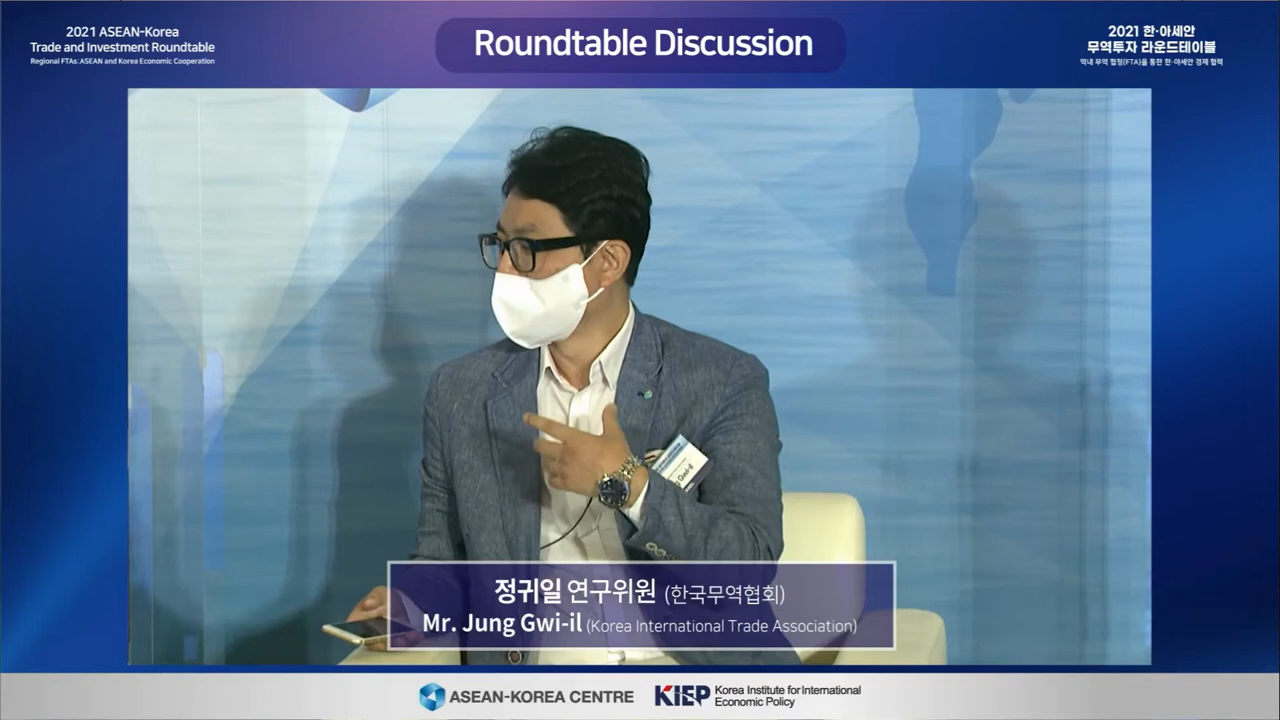 2021 ASEAN-Korea
Trade and Investment Roundtable
Regional FTAs: ASEAN and Korea Economic Cooperation
Roundtable Discussion
2021 한·아세안
무역투자 라운드테이블
역내 무역 협정(FTA)을 통한 한·아세안 경제 협력
정귀일 연구위원 (한국무역협회)
Mr. Jung Gwi-il (Korea International Trade Association)
ASEAN-KOREA CENTRE
KIEP Korea Institute for International
Economic Policy